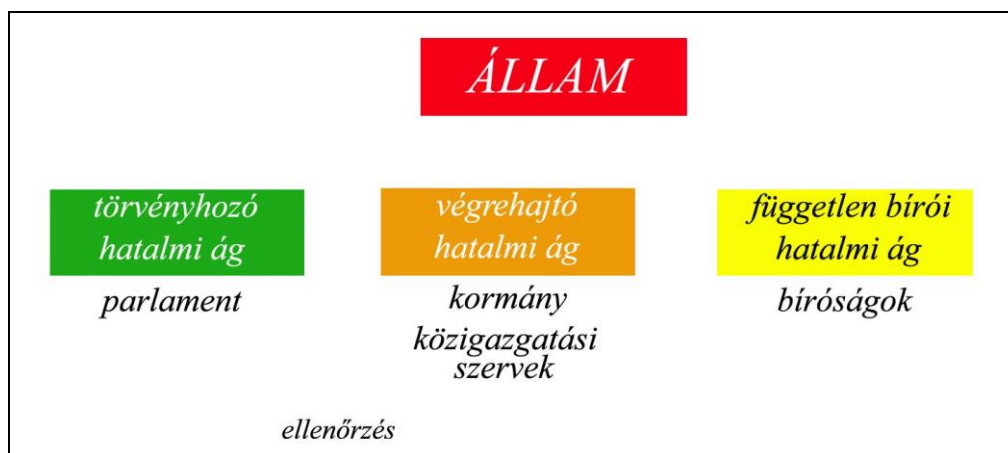 ÁLLAM
törvényhozó
hatalmi ág
parlament
végrehajtó
hatalmi ág
kormány
közigazgatási
szervek
független bírói
hatalmi ág
bíróságok
ellenőrzés